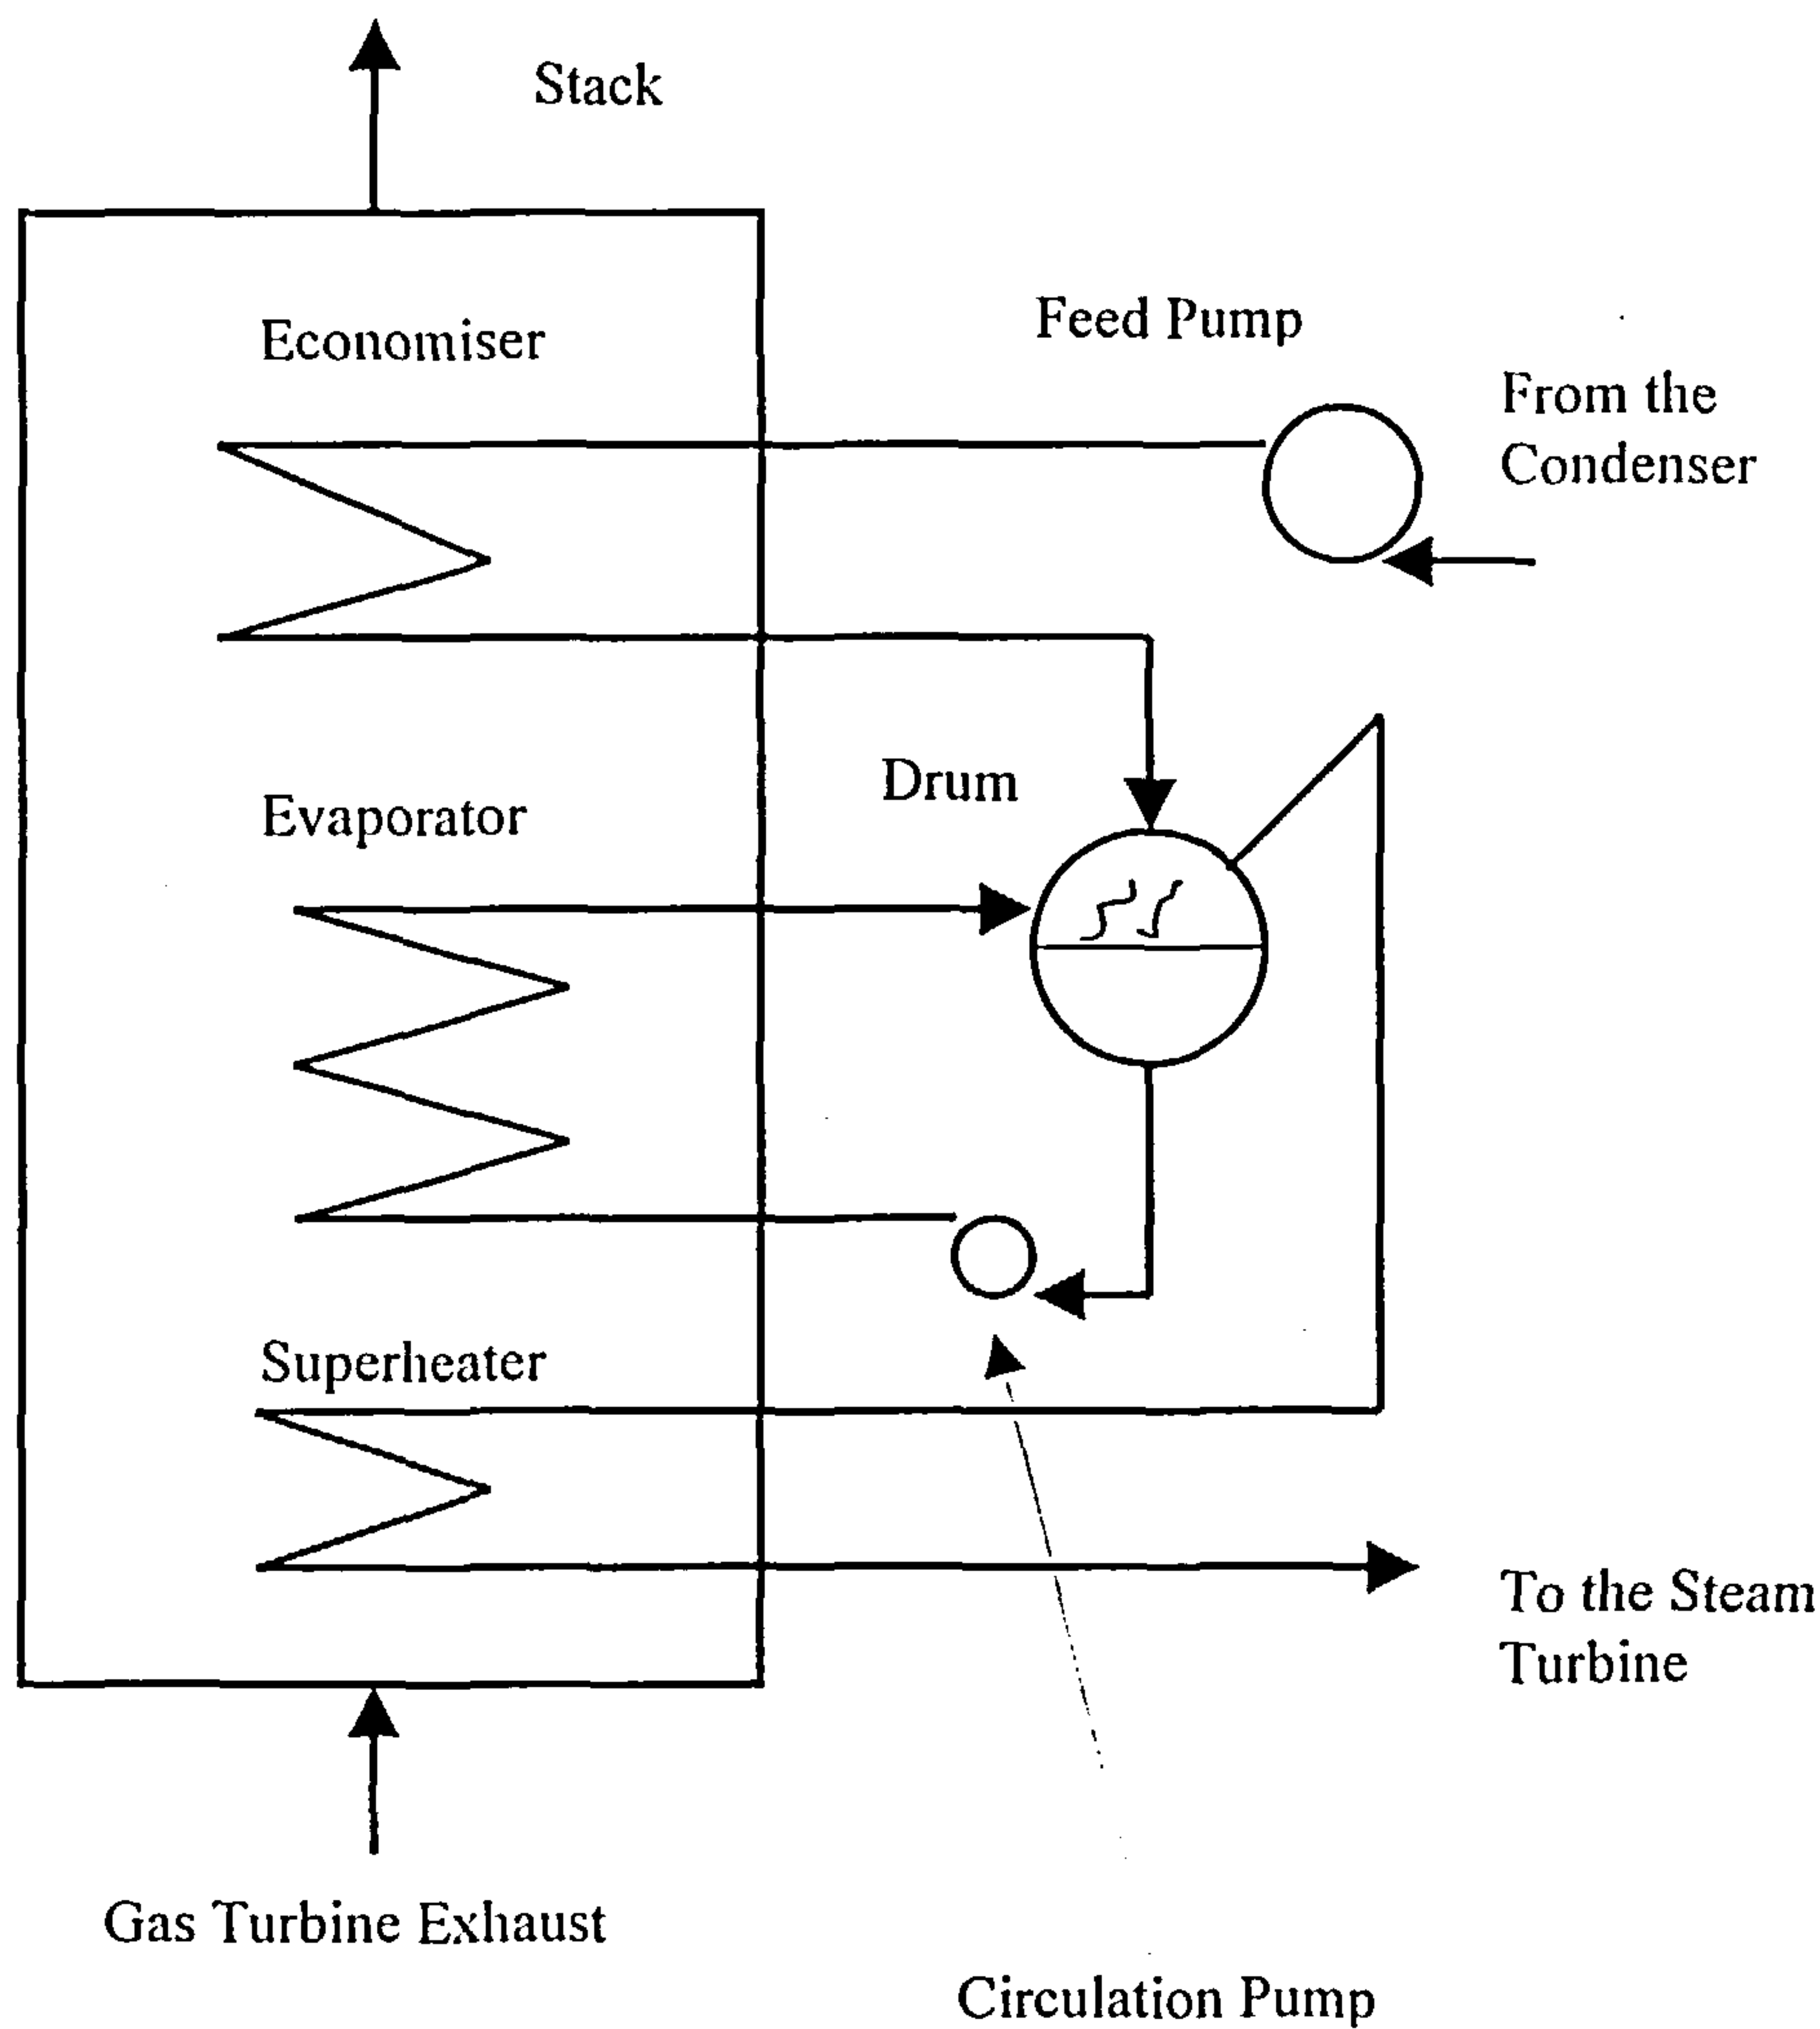 Stack
Economiser
Feed Pump
From the
Condenser
Drum
Evaporator
Superheater
To the Steam
Turbine
Gas Turbine Exhaust
Circulation Pump